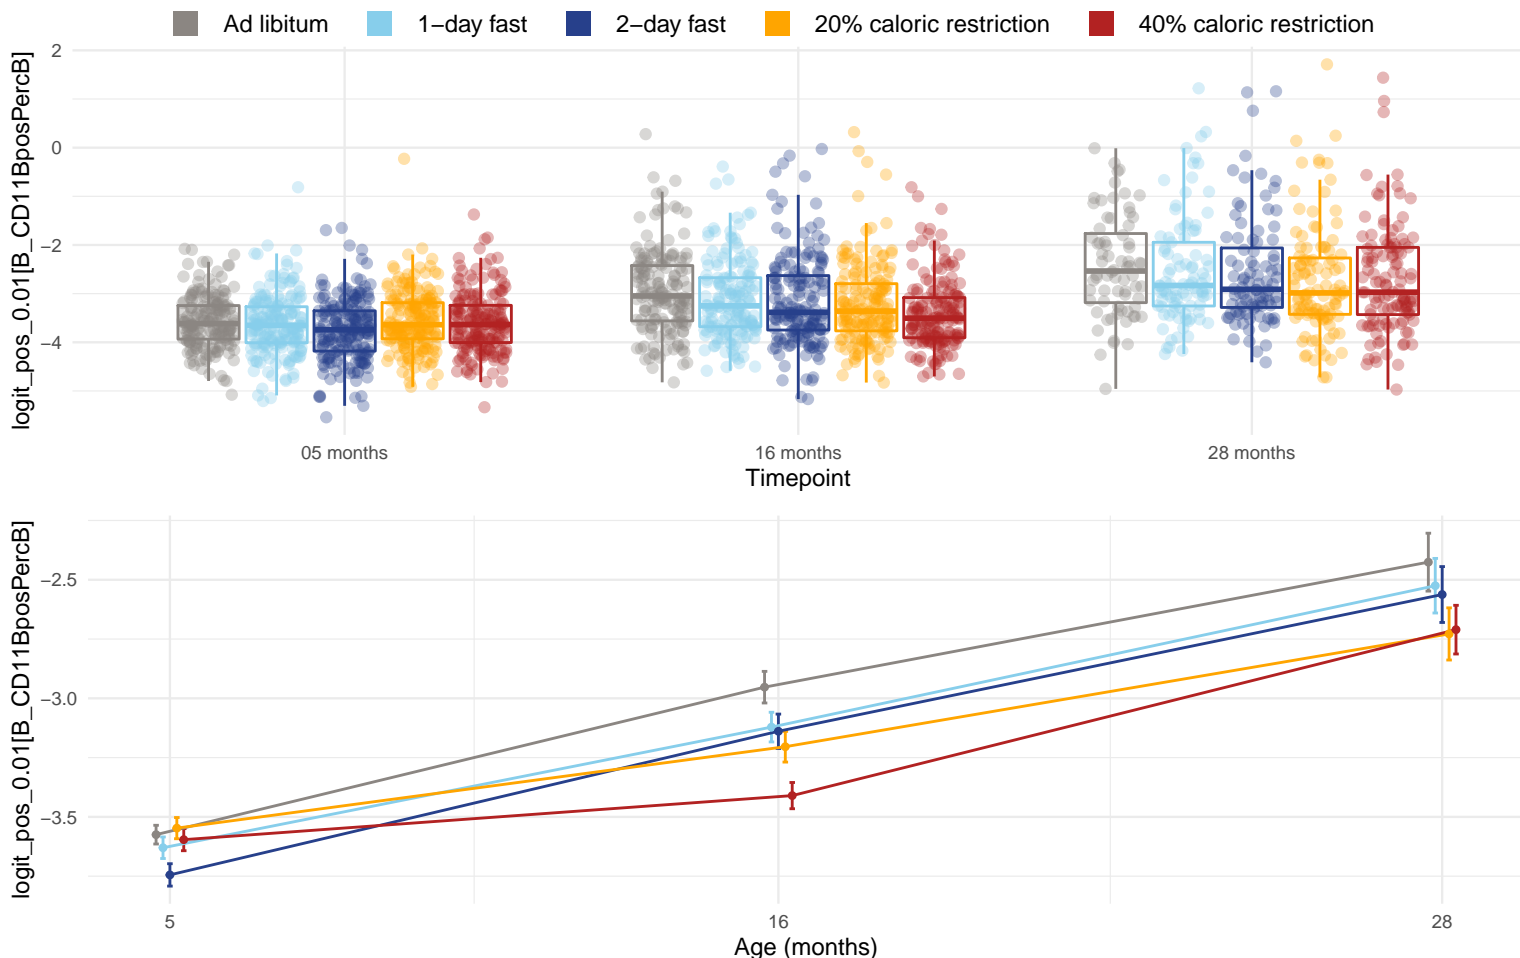 Ad libitum 1−day fast 2−day fast 20% caloric restriction 40% caloric restriction
logit_pos_0.01[B_CD11BposPercB]
2
0
−2
−4
05 months 16 months 28 months
Timepoint
logit_pos_0.01[B_CD11BposPercB]
−2.5
−3.0
−3.5
5 16 28
Age (months)